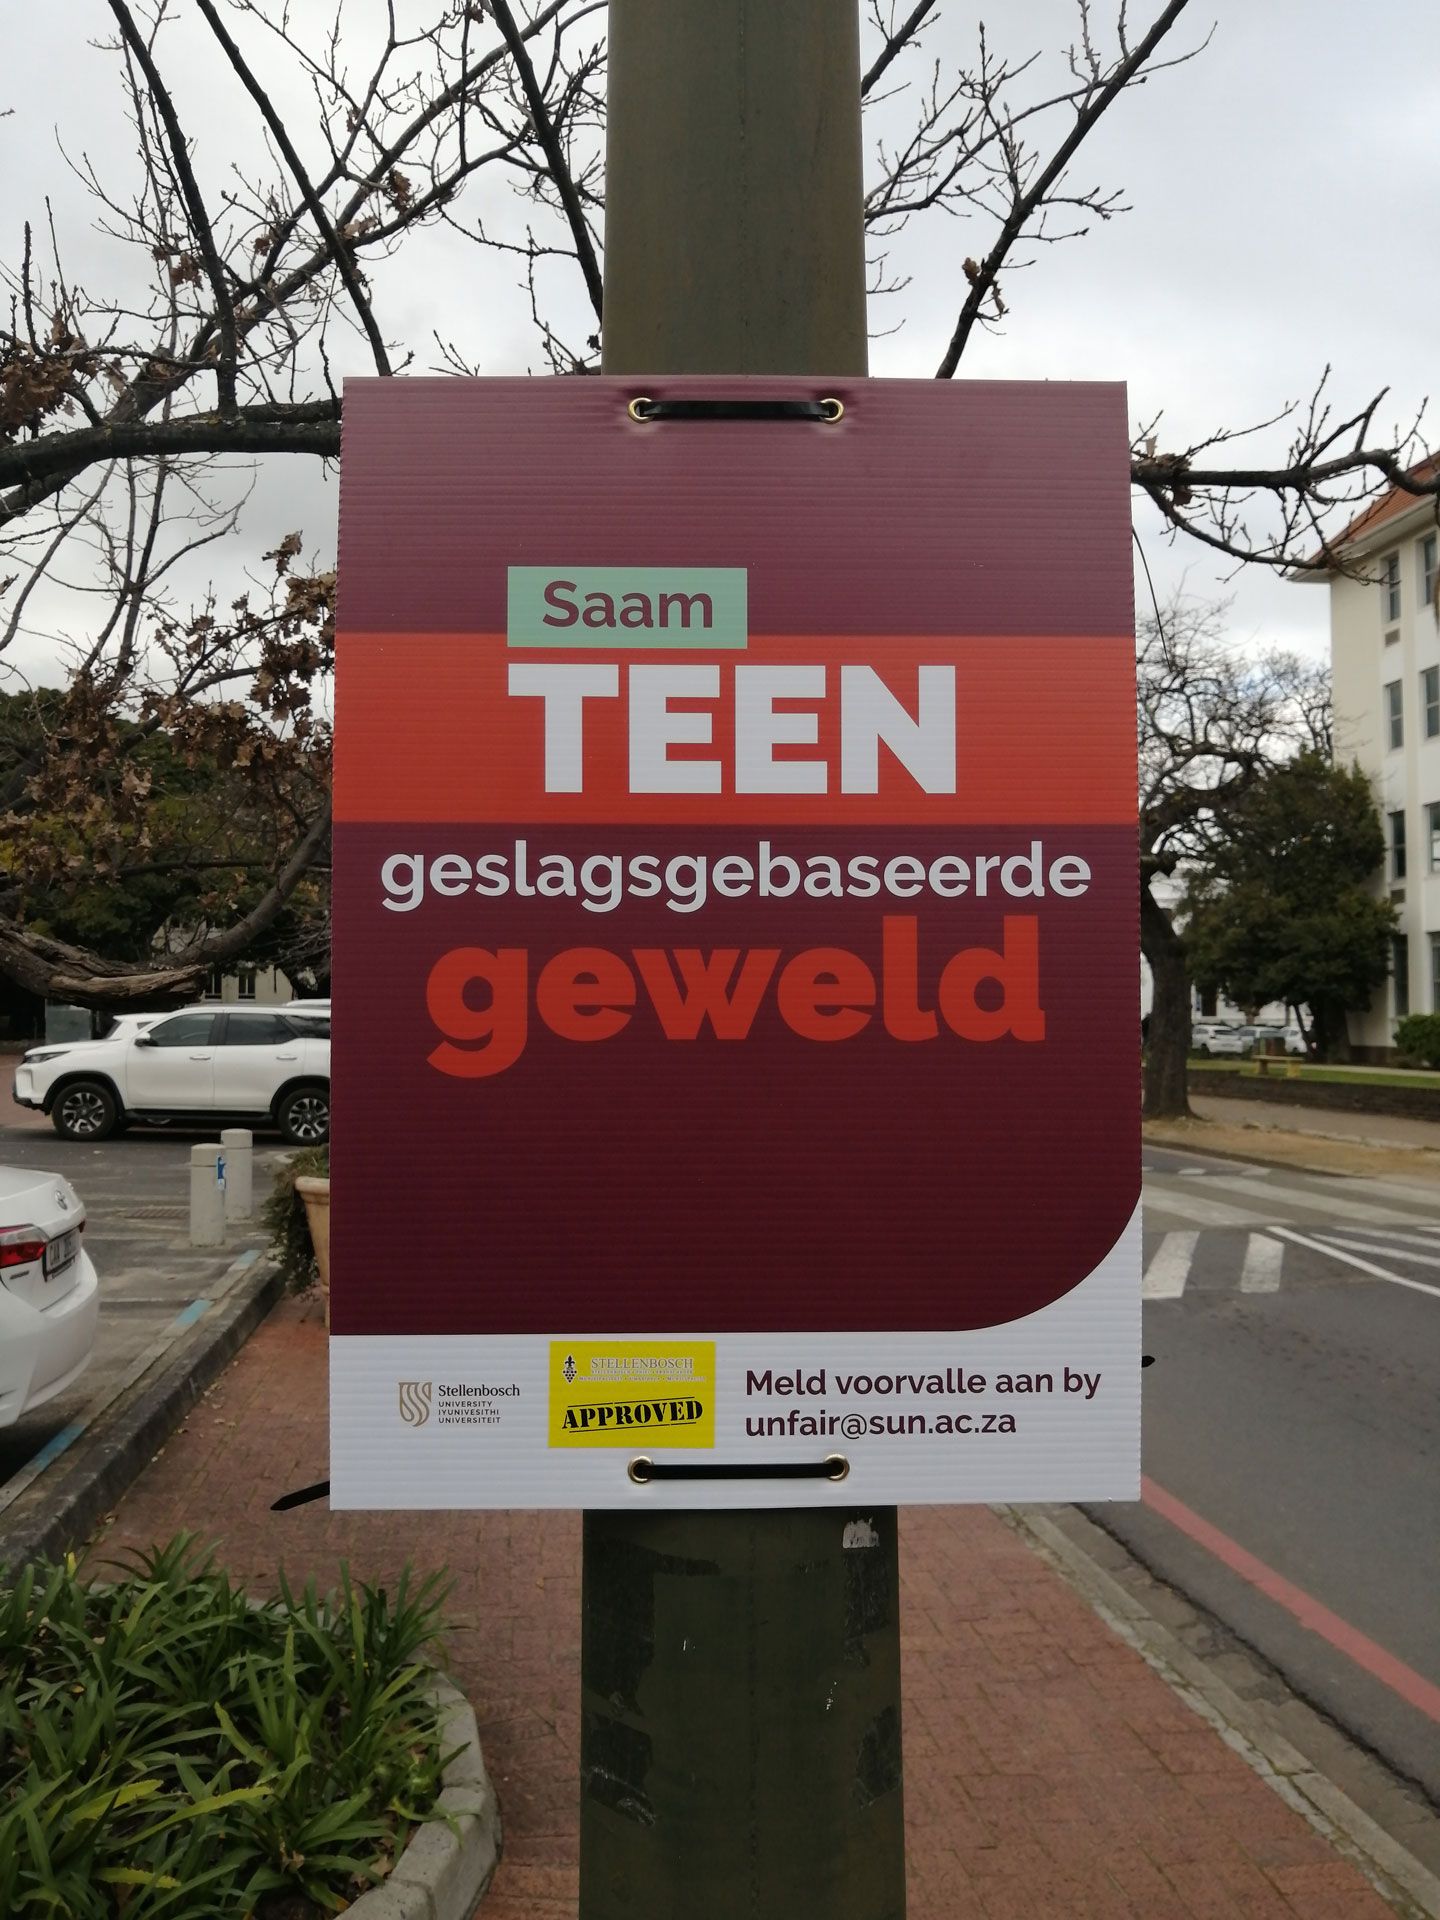 Saam
TEEN
geslagsgebaseerde
geweld
Stellenbosch
UNIVERSITY
IYUNIVESITHI
UNIVERSITEIT
STELLENBOSCH
APPROVED
Meld voorvalle aan by
unfair@sun.ac.za